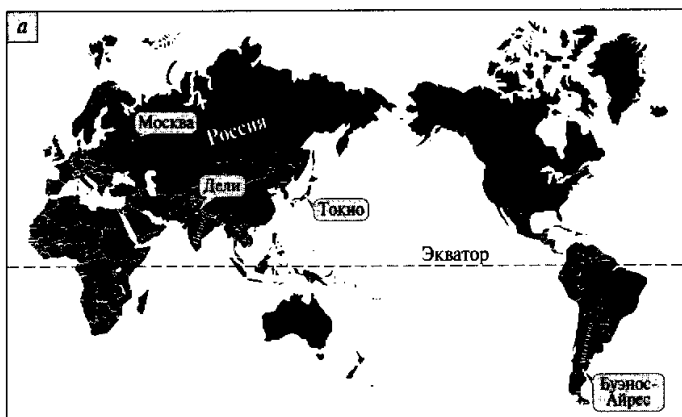 а
Москва
Россия
Дели
Токио
Экватор
Буэнос-
Айрес